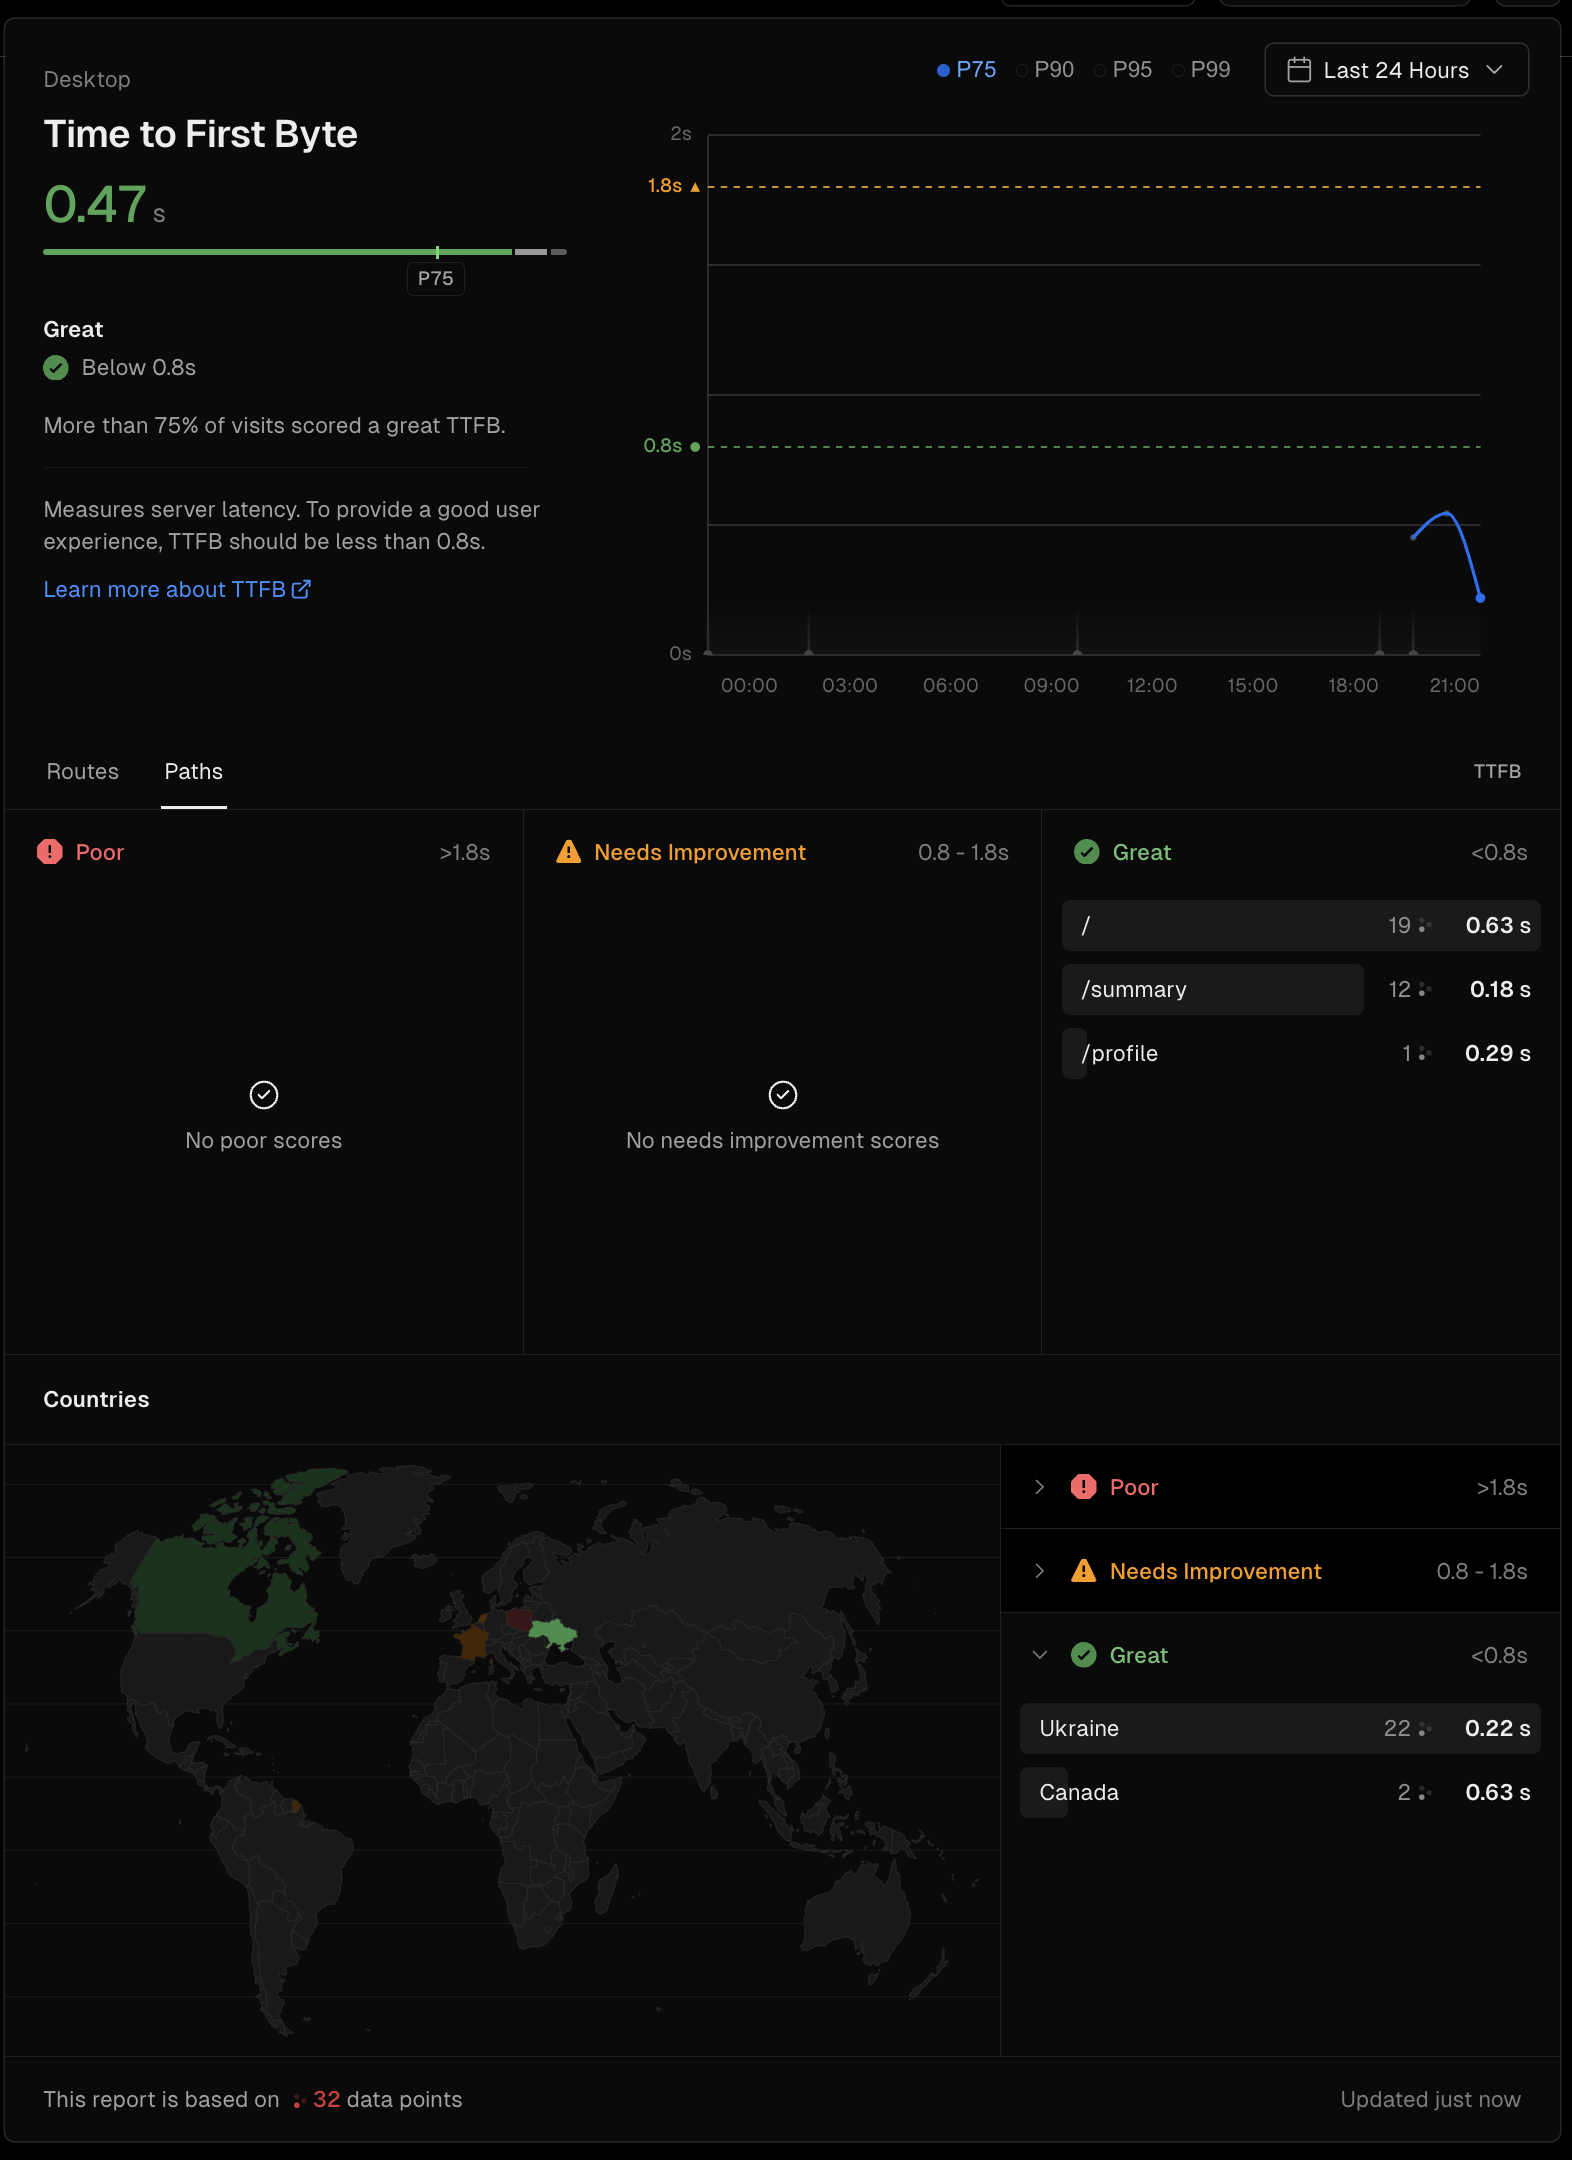 Desktop
P75
P90
P95
P99
Last 24 Hours
Time to First Byte
0.47 s
P75
Great
Below 0.8s
More than 75% of visits scored a great TTFB.
Measures server latency. To provide a good user
experience, TTFB should be less than 0.8s.
Learn more about TTFB
2s
1.8s
0.8s
0s
00:00
03:00
06:00
09:00
12:00
15:00
18:00
21:00
Routes
Paths
TTFB
Poor
>1.8s
No poor scores
Needs Improvement
0.8 - 1.8s
No needs improvement scores
Great
<0.8s
/ 19 0.63 s
/summary 12 0.18 s
/profile 1 0.29 s
Countries
Poor
>1.8s
Needs Improvement
0.8 - 1.8s
Great
<0.8s
Ukraine 22 0.22 s
Canada 2 0.63 s
This report is based on 32 data points
Updated just now